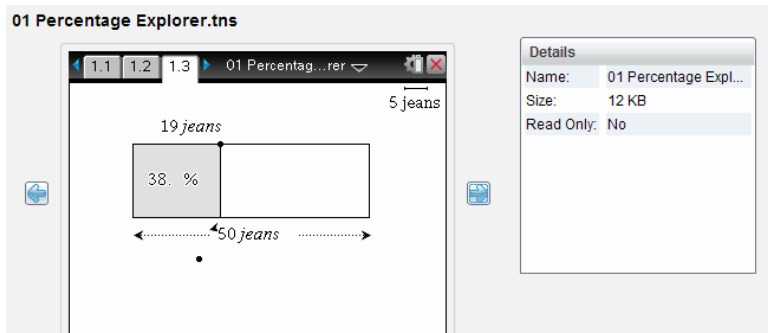 01 Percentage Explorer.tns
1.1 1.2 1.3 01 Percentag...rer
5 jeans
19 jeans
38. %
50 jeans
Details
Name: 01 Percentage Expl...
Size: 12 KB
Read Only: No